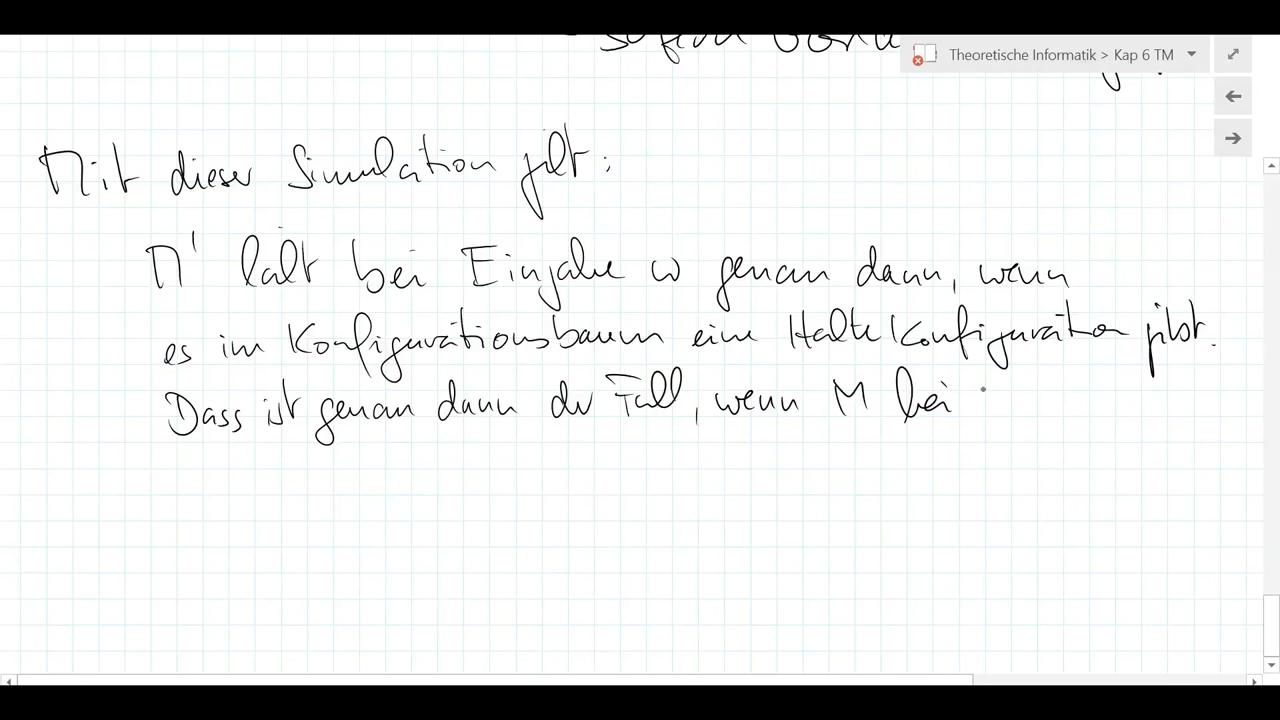 sofern
Theoretische Informatik > Kap 6 TM
Mit dieser Simulation gilt:
M' hält bei Eingabe w genau dann, wenn
es im Konfigurationsbaum eine Haltekonfiguration gibt.
Dass ist genau dann der Fall, wenn M bei